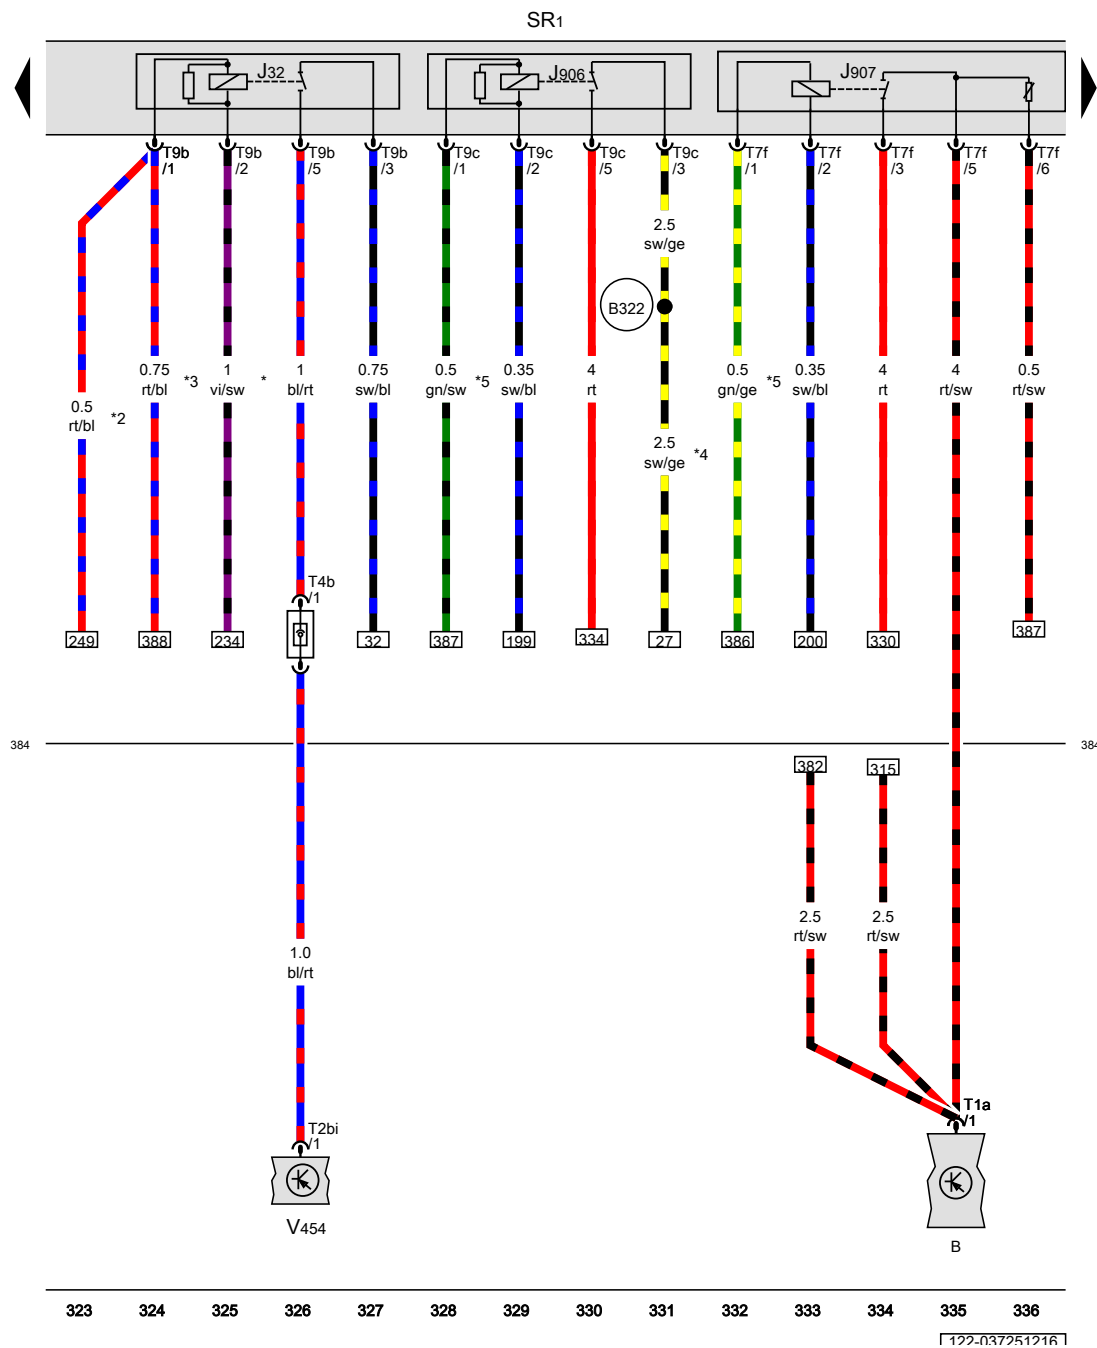 SR1
J32 J906 J907
T9b/1 T9b/2 T9b/5 T9b/3 T9c/1 T9c/2 T9c/5 T9c/3 T7f/1 T7f/2 T7f/3 T7f/5 T7f/6
2.5 sw/ge
B322
0.75 rt/bl *3
1 vi/sw *
1 bl/rt
0.75 sw/bl
0.5 gn/sw *5
0.35 sw/bl
4 rt
0.5 gn/ge *5
0.35 sw/bl
4 rt
4 rt/sw
0.5 rt/sw
0.5 rt/bl *2
2.5 sw/ge *4
T4b/1
249 388 234 32 387 199 334 27 386 200 330 387
384 384
382 315
1.0 bl/rt
2.5 rt/sw
2.5 rt/sw
T2bi/1
T1a/1
V454
B
323 324 325 326 327 328 329 330 331 332 333 334 335 336
122-037251216